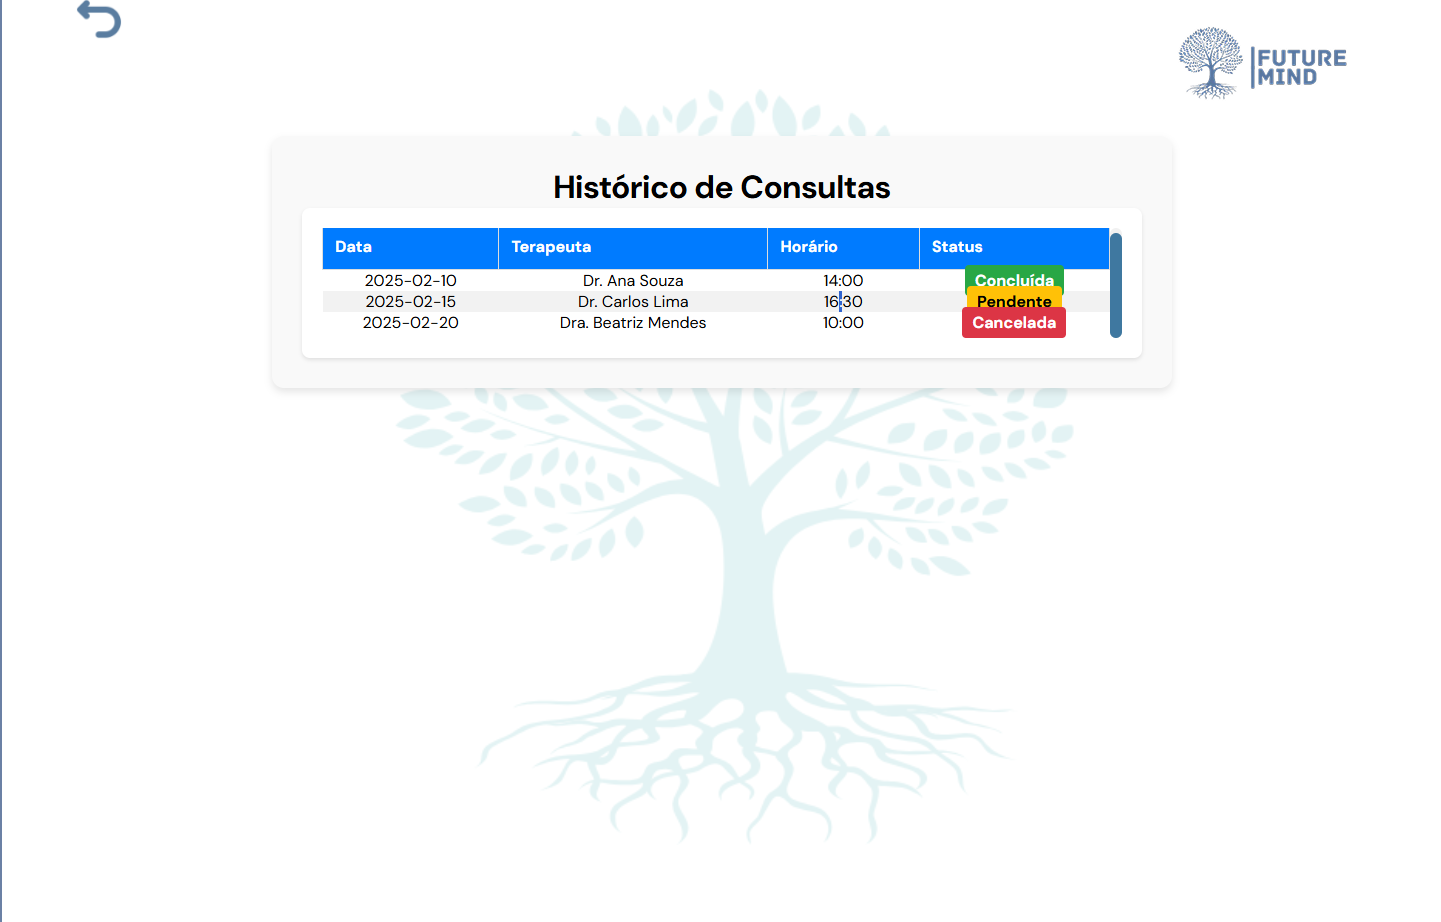 FUTURE
MIND
Histórico de Consultas
Data Terapeuta Horário Status
2025-02-10 Dr. Ana Souza 14:00 Concluída
2025-02-15 Dr. Carlos Lima 16:30 Pendente
2025-02-20 Dra. Beatriz Mendes 10:00 Cancelada